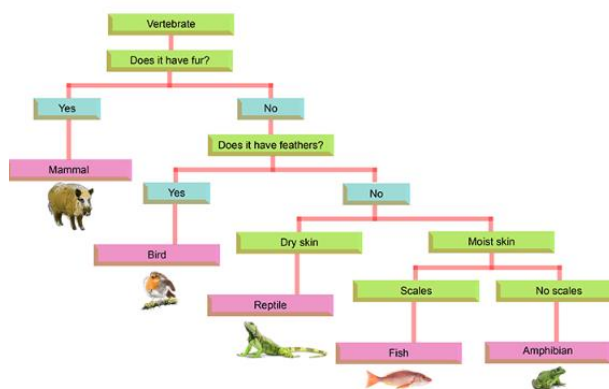 Vertebrate
Does it have fur?
Yes
No
Does it have feathers?
Mammal
Yes
No
Dry skin
Moist skin
Bird
Scales
No scales
Reptile
Fish
Amphibian